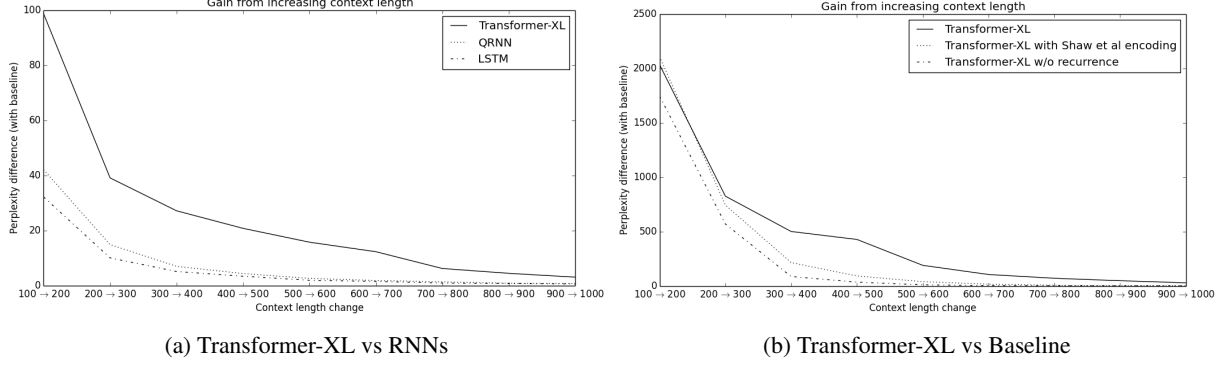 Gain from increasing context length
Perplexity difference (with baseline)
100
80
60
40
20
0
Transformer-XL
QRNN
LSTM
100 → 200
200 → 300
300 → 400
400 → 500
500 → 600
600 → 700
700 → 800
800 → 900
900 → 1000
Context length change
(a) Transformer-XL vs RNNs
Gain from increasing context length
Perplexity difference (with baseline)
2500
2000
1500
1000
500
0
Transformer-XL
Transformer-XL with Shaw et al encoding
Transformer-XL w/o recurrence
100 → 200
200 → 300
300 → 400
400 → 500
500 → 600
600 → 700
700 → 800
800 → 900
900 → 1000
Context length change
(b) Transformer-XL vs Baseline